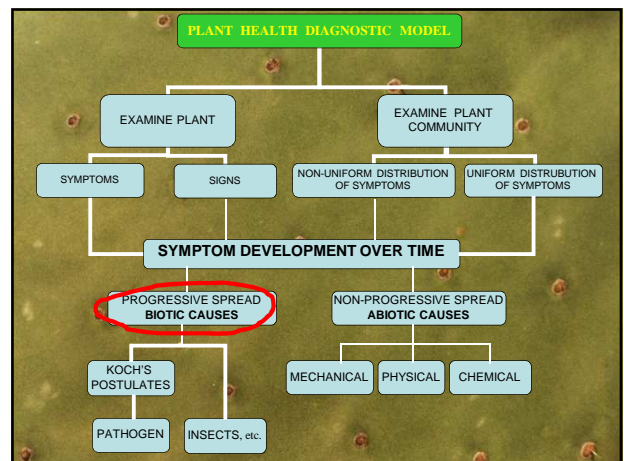 PLANT HEALTH DIAGNOSTIC MODEL
EXAMINE PLANT
EXAMINE PLANT
COMMUNITY
SYMPTOMS
SIGNS
NON-UNIFORM DISTRIBUTION
OF SYMPTOMS
UNIFORM DISTRUBUTION
OF SYMPTOMS
SYMPTOM DEVELOPMENT OVER TIME
PROGRESSIVE SPREAD
BIOTIC CAUSES
NON-PROGRESSIVE SPREAD
ABIOTIC CAUSES
KOCH'S
POSTULATES
MECHANICAL
PHYSICAL
CHEMICAL
PATHOGEN
INSECTS, etc.